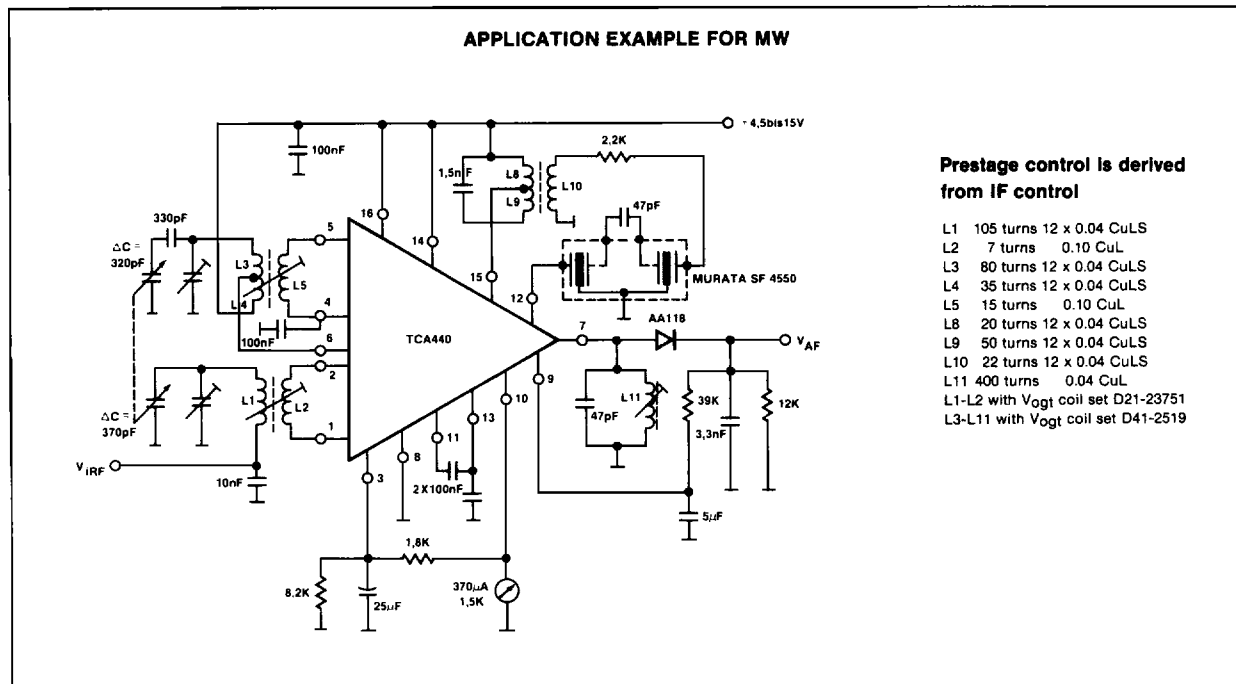 APPLICATION EXAMPLE FOR MW
- 4,5bis15V
100nF
2,2K
1,5nF
L8
L9
L10
47pF
330pF
16
5
14
ΔC =
320pF
L3
L4
L5
15
MURATA SF 4550
12
4
100nF
6
TCA440
7
AA118
VAF
2
9
ΔC =
370pF
L1
L2
10
47pF
L11
39K
12K
1
13
3,3nF
11
ViRF
10nF
3
8
2X100nF
5µF
1,8K
8,2K
25µF
370µA
1,5K
Prestage control is derived
from IF control
L1 105 turns 12 x 0.04 CuLS
L2 7 turns 0.10 CuL
L3 80 turns 12 x 0.04 CuLS
L4 35 turns 12 x 0.04 CuLS
L5 15 turns 0.10 CuL
L8 20 turns 12 x 0.04 CuLS
L9 50 turns 12 x 0.04 CuLS
L10 22 turns 12 x 0.04 CuLS
L11 400 turns 0.04 CuL
L1-L2 with Vogt coil set D21-23751
L3-L11 with Vogt coil set D41-2519